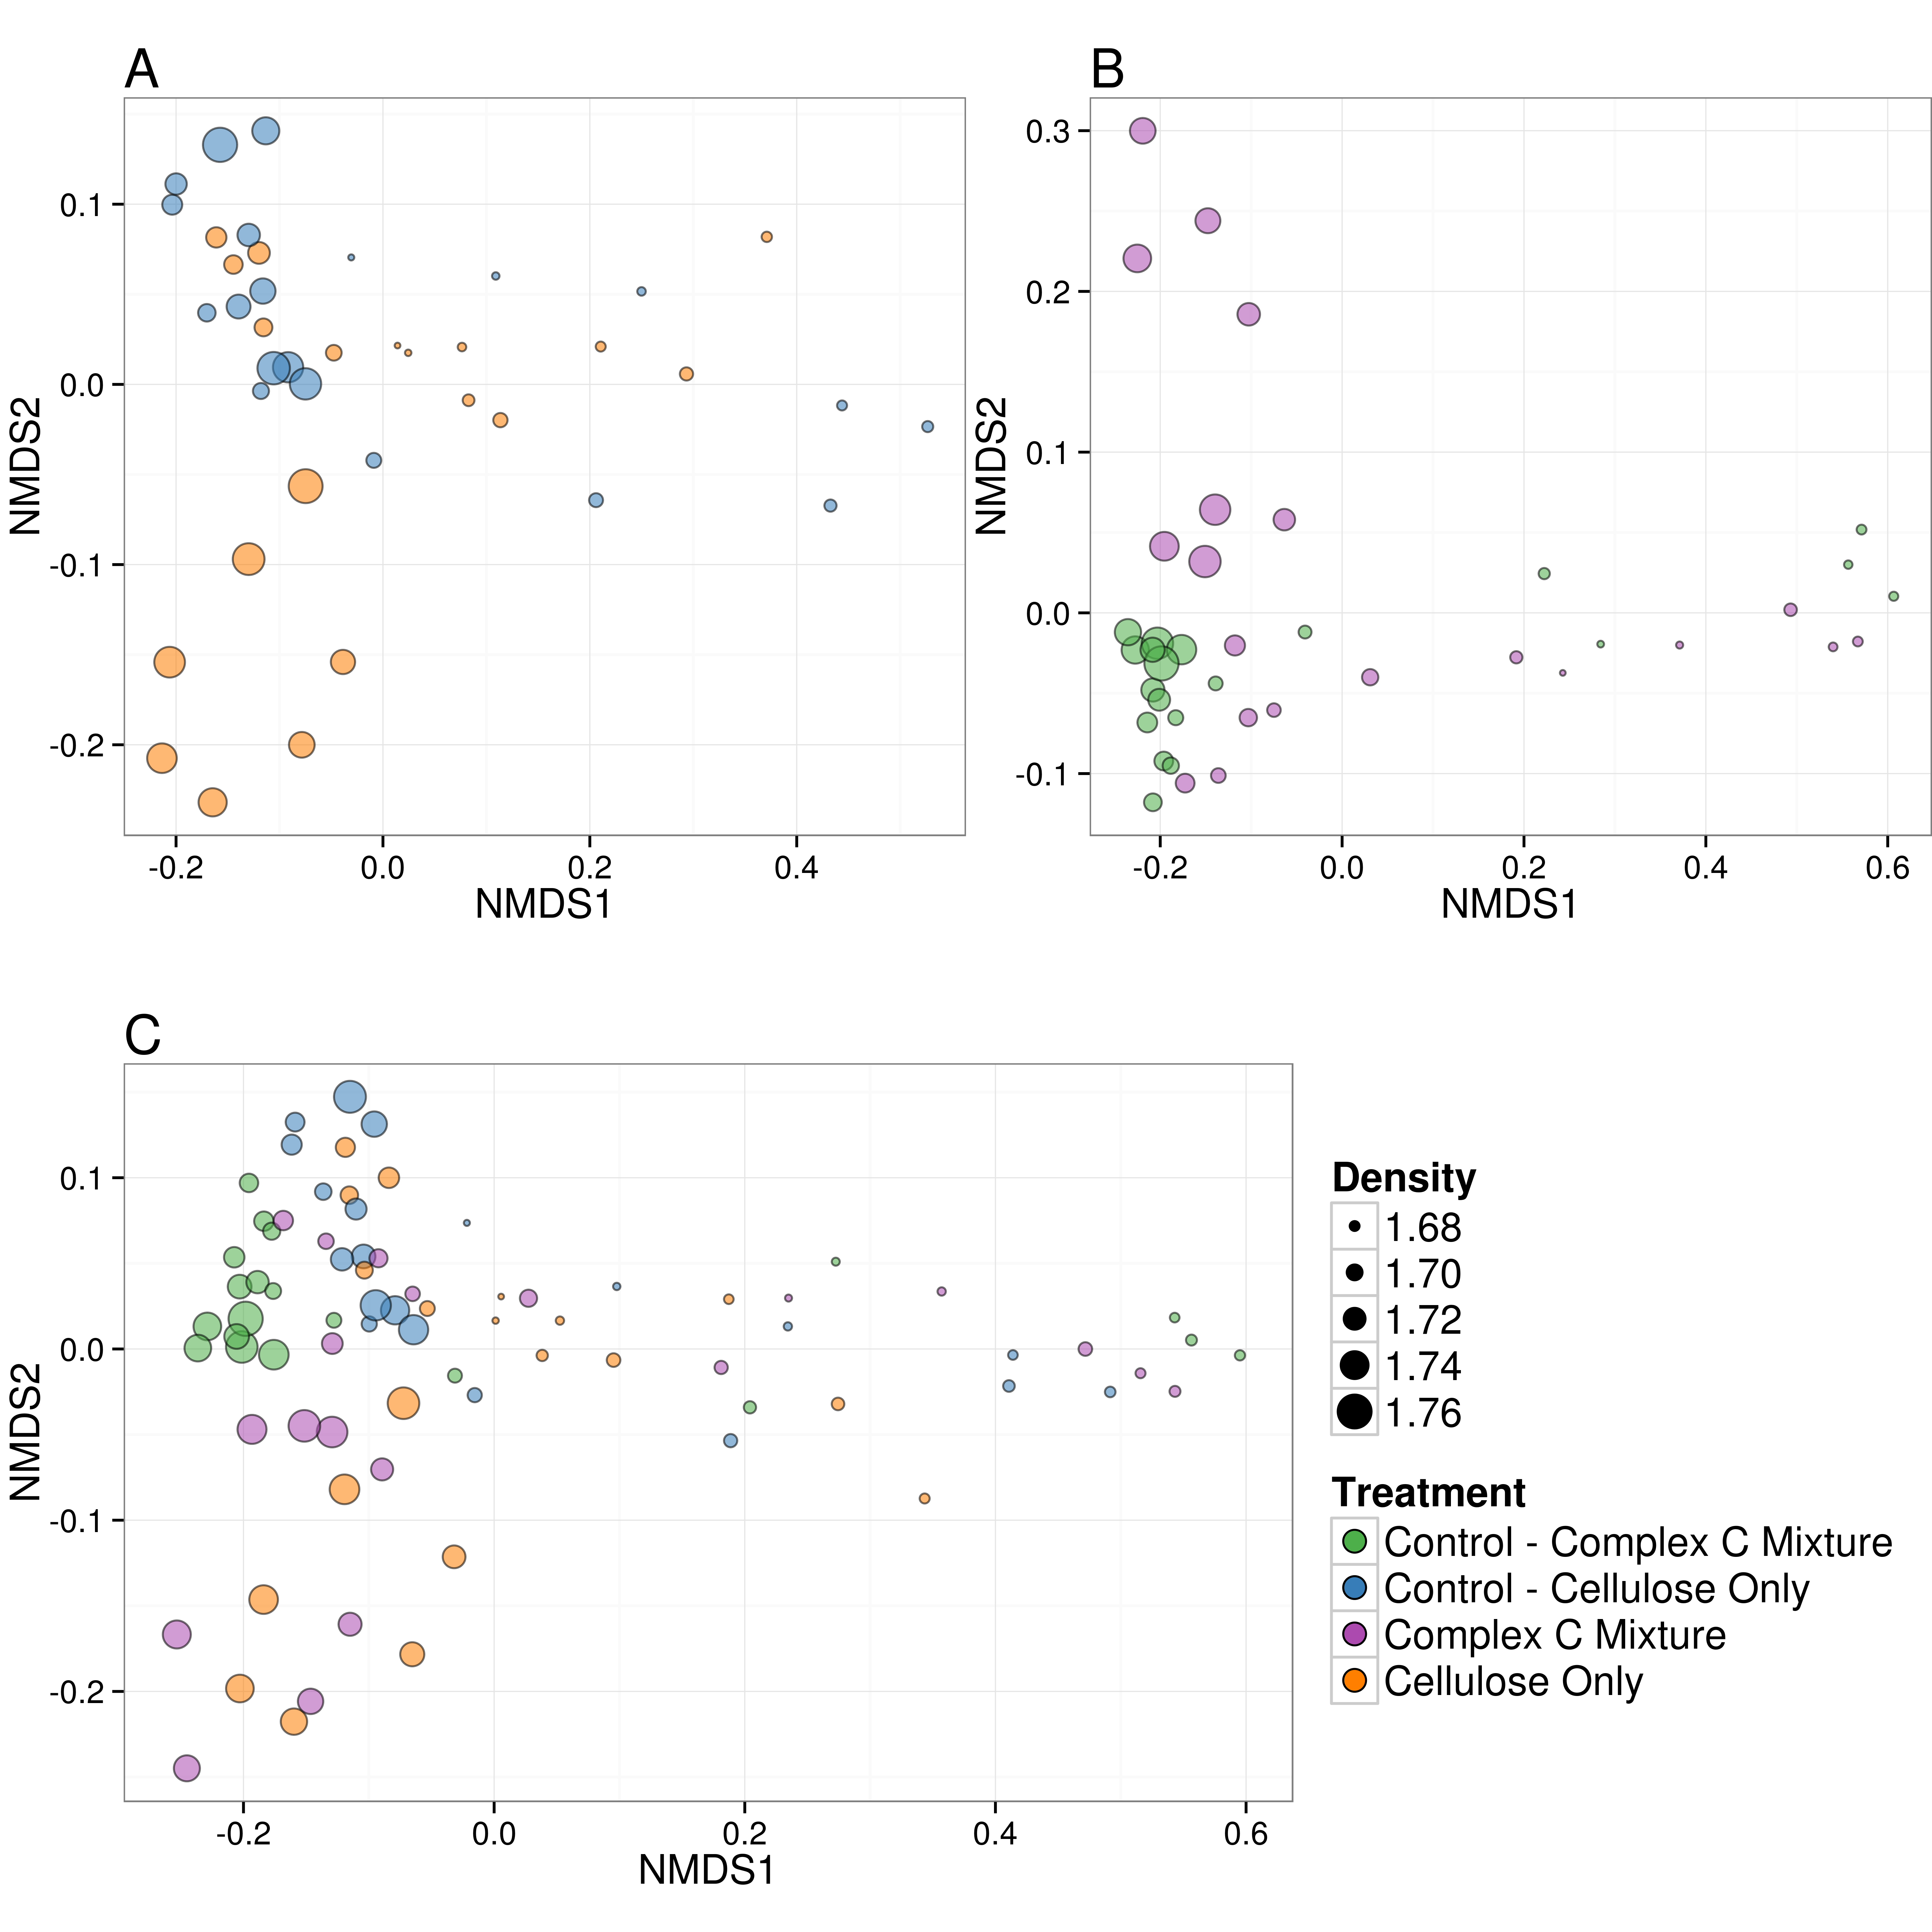 A
B
0.1
0.0
-0.1
-0.2
NMDS2
-0.2 0.0 0.2 0.4
NMDS1
0.3
0.2
0.1
0.0
-0.1
NMDS2
-0.2 0.0 0.2 0.4 0.6
NMDS1
C
0.1
0.0
-0.1
-0.2
NMDS2
-0.2 0.0 0.2 0.4 0.6
NMDS1
Density
1.68
1.70
1.72
1.74
1.76
Treatment
Control - Complex C Mixture
Control - Cellulose Only
Complex C Mixture
Cellulose Only